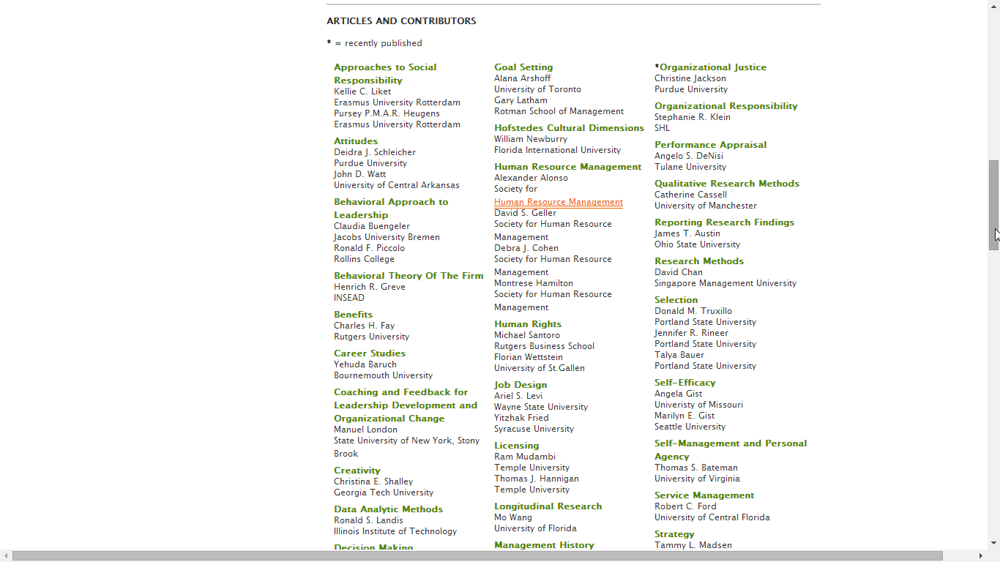 ARTICLES AND CONTRIBUTORS
* = recently published
Approaches to Social
Responsibility
Kellie C. Liket
Erasmus University Rotterdam
Pursey P.M.A.R. Heugens
Erasmus University Rotterdam
Attitudes
Deidra J. Schleicher
Purdue University
John D. Watt
University of Central Arkansas
Behavioral Approach to
Leadership
Claudia Buengeler
Jacobs University Bremen
Ronald F. Piccolo
Rollins College
Behavioral Theory Of The Firm
Henrich R. Greve
INSEAD
Benefits
Charles H. Fay
Rutgers University
Career Studies
Yehuda Baruch
Bournemouth University
Coaching and Feedback for
Leadership Development and
Organizational Change
Manuel London
State University of New York, Stony
Brook
Creativity
Christina E. Shalley
Georgia Tech University
Data Analytic Methods
Ronald S. Landis
Illinois Institute of Technology
Decision Making
Goal Setting
Alana Arshoff
University of Toronto
Gary Latham
Rotman School of Management
Hofstedes Cultural Dimensions
William Newburry
Florida International University
Human Resource Management
Alexander Alonso
Society for
Human Resource Management
David S. Geller
Society for Human Resource
Management
Debra J. Cohen
Society for Human Resource
Management
Montrese Hamilton
Society for Human Resource
Management
Human Rights
Michael Santoro
Rutgers Business School
Florian Wettstein
University of St.Gallen
Job Design
Ariel S. Levi
Wayne State University
Yitzhak Fried
Syracuse University
Licensing
Ram Mudambi
Temple University
Thomas J. Hannigan
Temple University
Longitudinal Research
Mo Wang
University of Florida
Management History
*Organizational Justice
Christine Jackson
Purdue University
Organizational Responsibility
Stephanie R. Klein
SHL
Performance Appraisal
Angelo S. DeNisi
Tulane University
Qualitative Research Methods
Catherine Cassell
University of Manchester
Reporting Research Findings
James T. Austin
Ohio State University
Research Methods
David Chan
Singapore Management University
Selection
Donald M. Truxillo
Portland State University
Jennifer R. Rineer
Portland State University
Talya Bauer
Portland State University
Self-Efficacy
Angela Gist
Univeristy of Missouri
Marilyn E. Gist
Seattle University
Self-Management and Personal
Agency
Thomas S. Bateman
University of Virginia
Service Management
Robert C. Ford
University of Central Florida
Strategy
Tammy L. Madsen